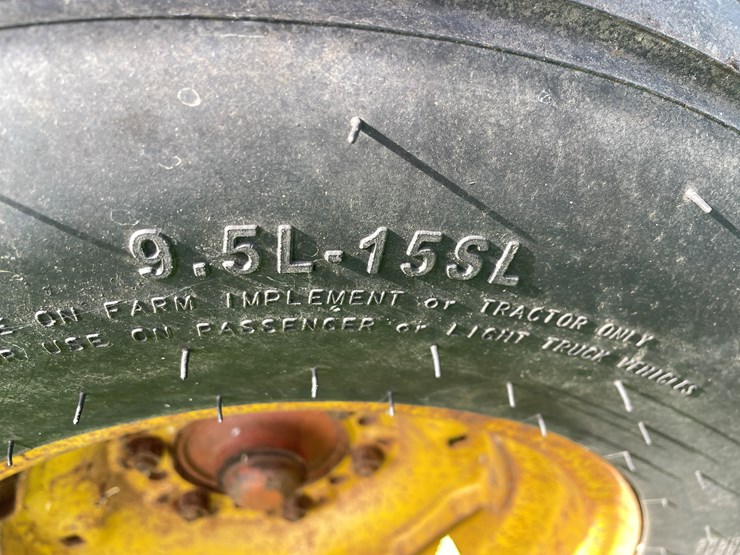 9.5L-15SL
ON FARM IMPLEMENT or TRACTOR ONLY
USE ON PASSENGER or LIGHT TRUCK VEHICLES